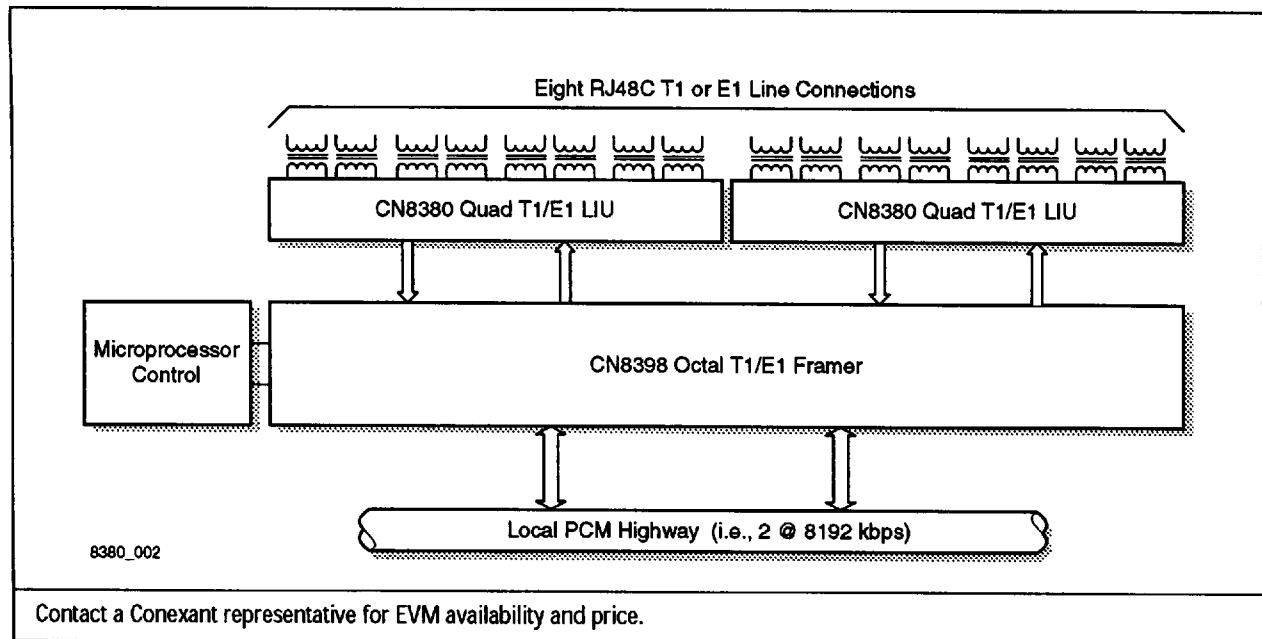 Eight RJ48C T1 or E1 Line Connections
CN8380 Quad T1/E1 LIU
CN8380 Quad T1/E1 LIU
Microprocessor
Control
CN8398 Octal T1/E1 Framer
Local PCM Highway (i.e., 2 @ 8192 kbps)
8380_002
Contact a Conexant representative for EVM availability and price.